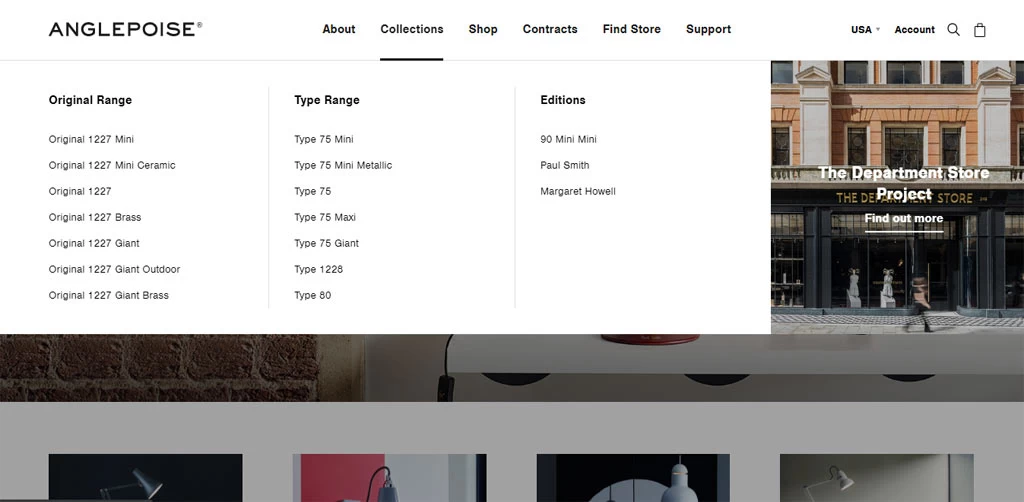 ANGLEPOISE®
About
Collections
Shop
Contracts
Find Store
Support
USA
Account
Original Range
Original 1227 Mini
Original 1227 Mini Ceramic
Original 1227
Original 1227 Brass
Original 1227 Giant
Original 1227 Giant Outdoor
Original 1227 Giant Brass
Type Range
Type 75 Mini
Type 75 Mini Metallic
Type 75
Type 75 Maxi
Type 75 Giant
Type 1228
Type 80
Editions
90 Mini Mini
Paul Smith
Margaret Howell
The Department Store
Project
THE DEPARTMENT STORE
Find out more